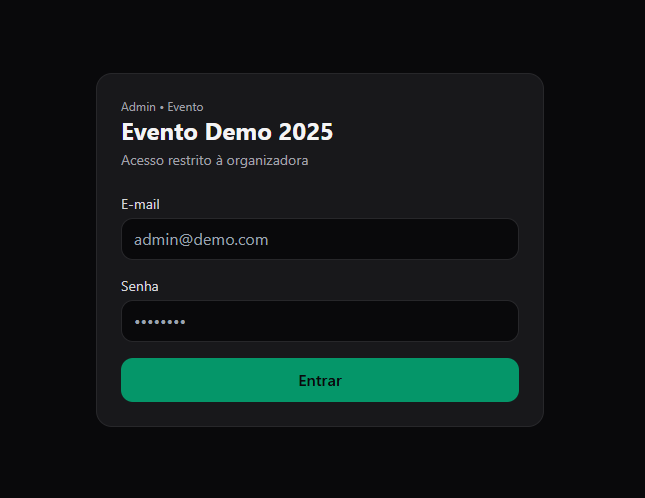 Admin • Evento
Evento Demo 2025
Acesso restrito à organizadora
E-mail
admin@demo.com
Senha
••••••••
Entrar